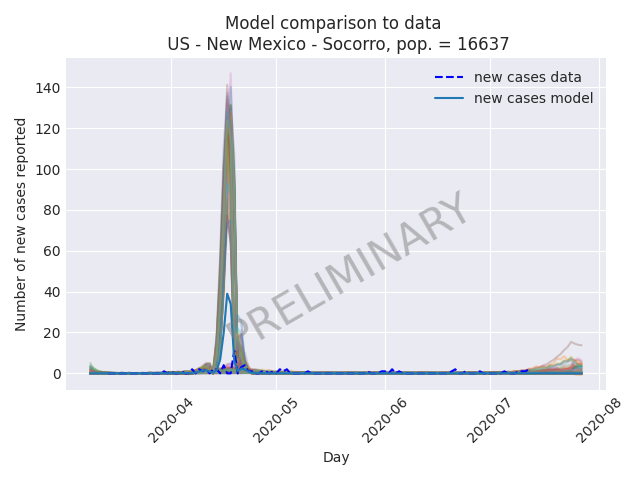 Model comparison to data
US - New Mexico - Socorro, pop. = 16637
new cases data
new cases model
Number of new cases reported
140
120
100
80
60
40
20
0
PRELIMINARY
2020-04
2020-05
2020-06
2020-07
2020-08
Day